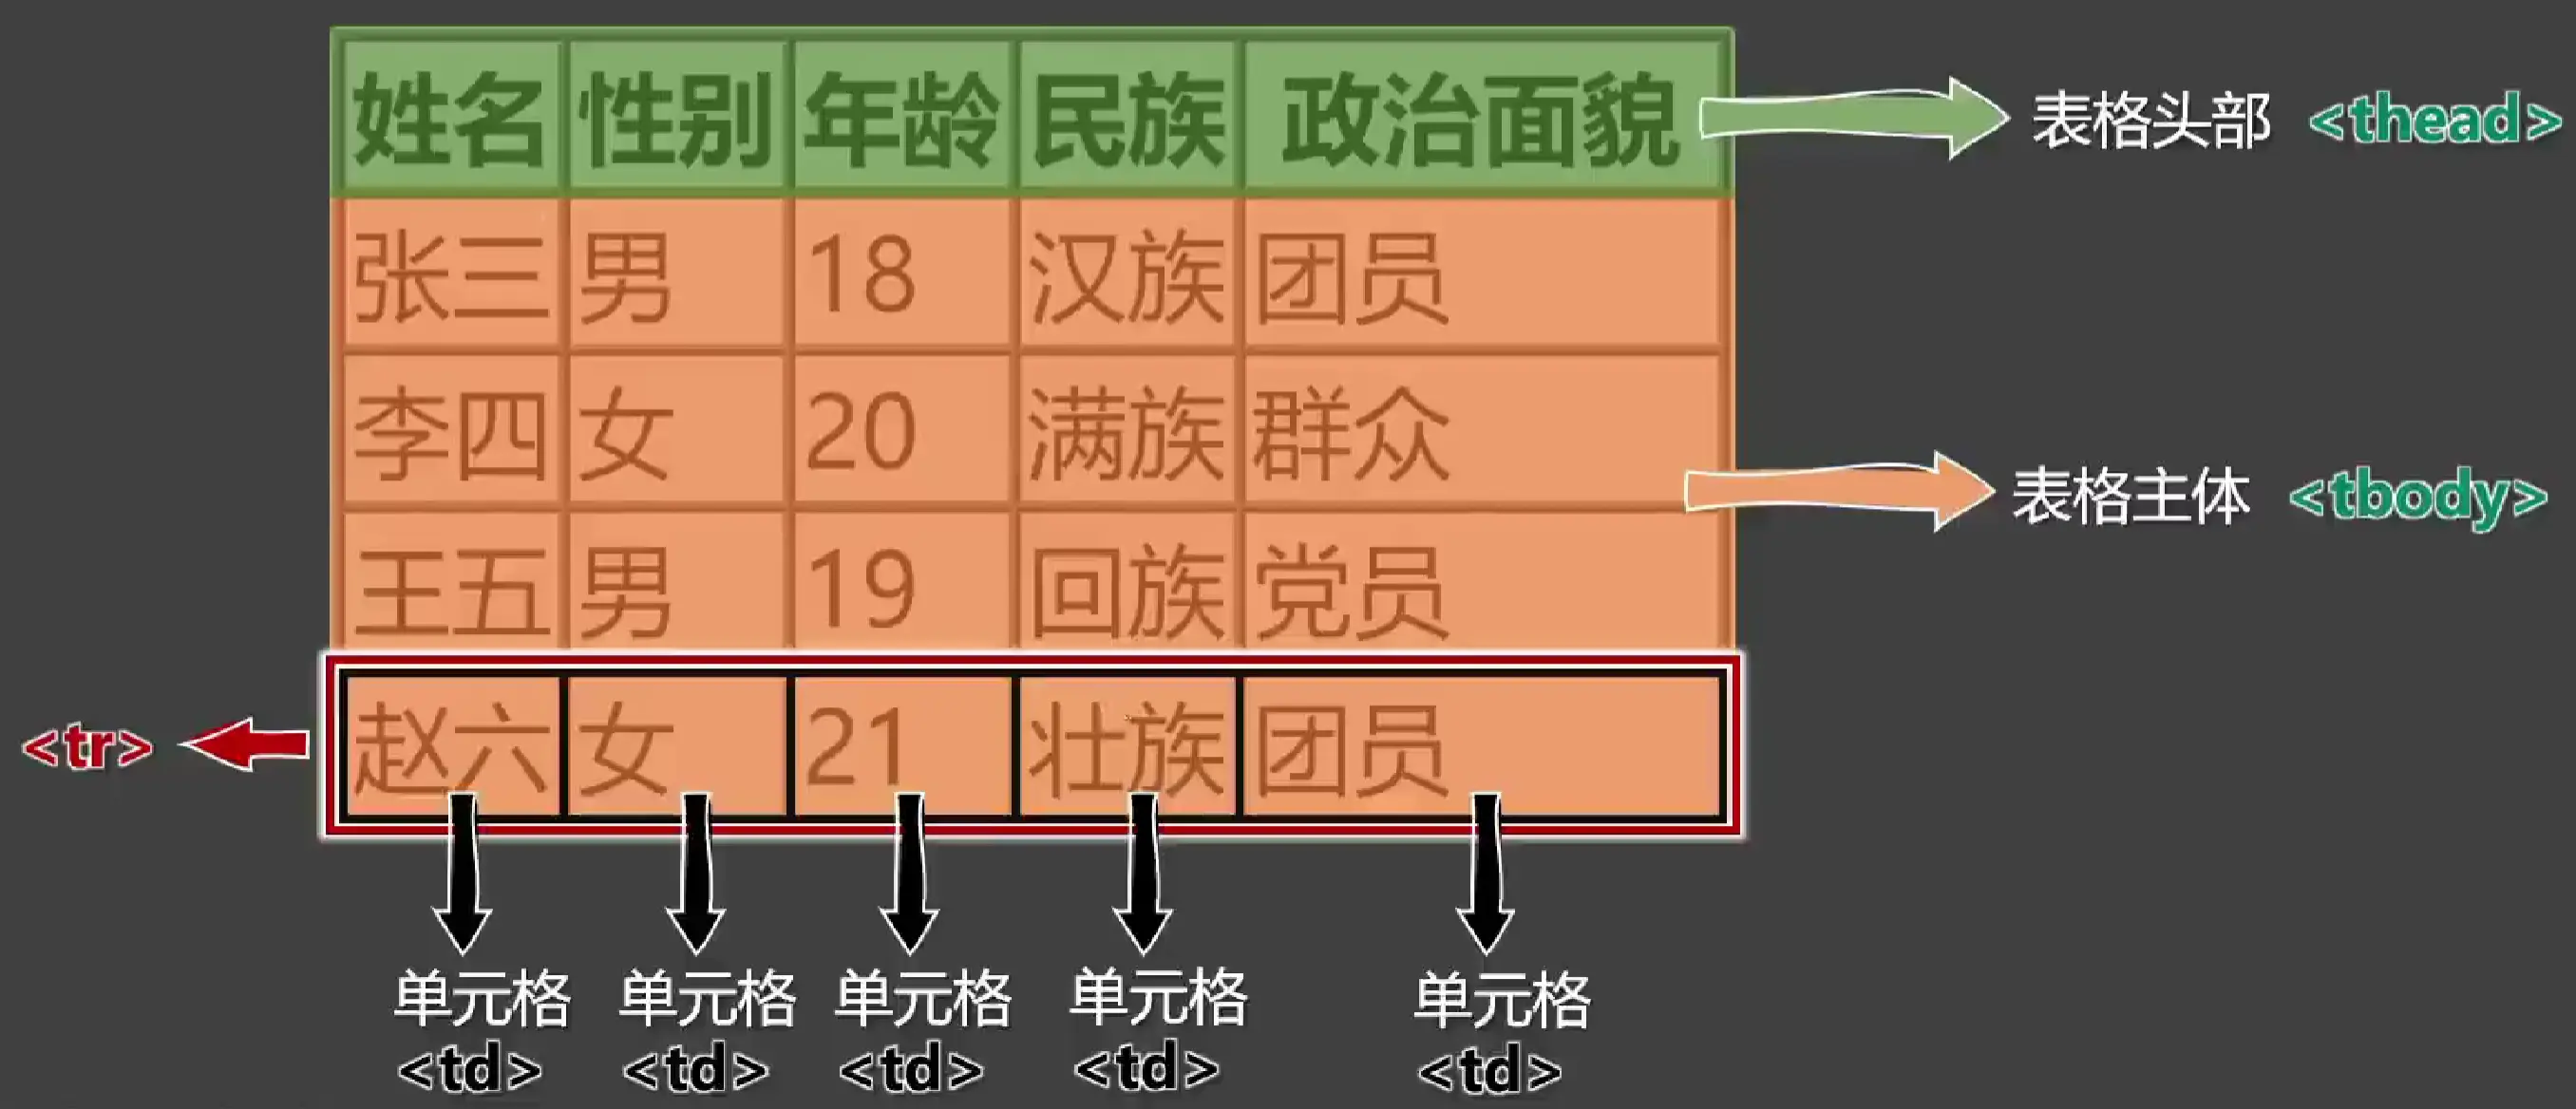 姓名 性别 年龄 民族 政治面貌
表格头部 <thead>
张三 男 18 汉族 团员
李四 女 20 满族 群众
表格主体 <tbody>
王五 男 19 回族 党员
<tr>
赵六 女 21 壮族 团员
单元格 单元格 单元格 单元格 单元格
<td> <td> <td> <td> <td>